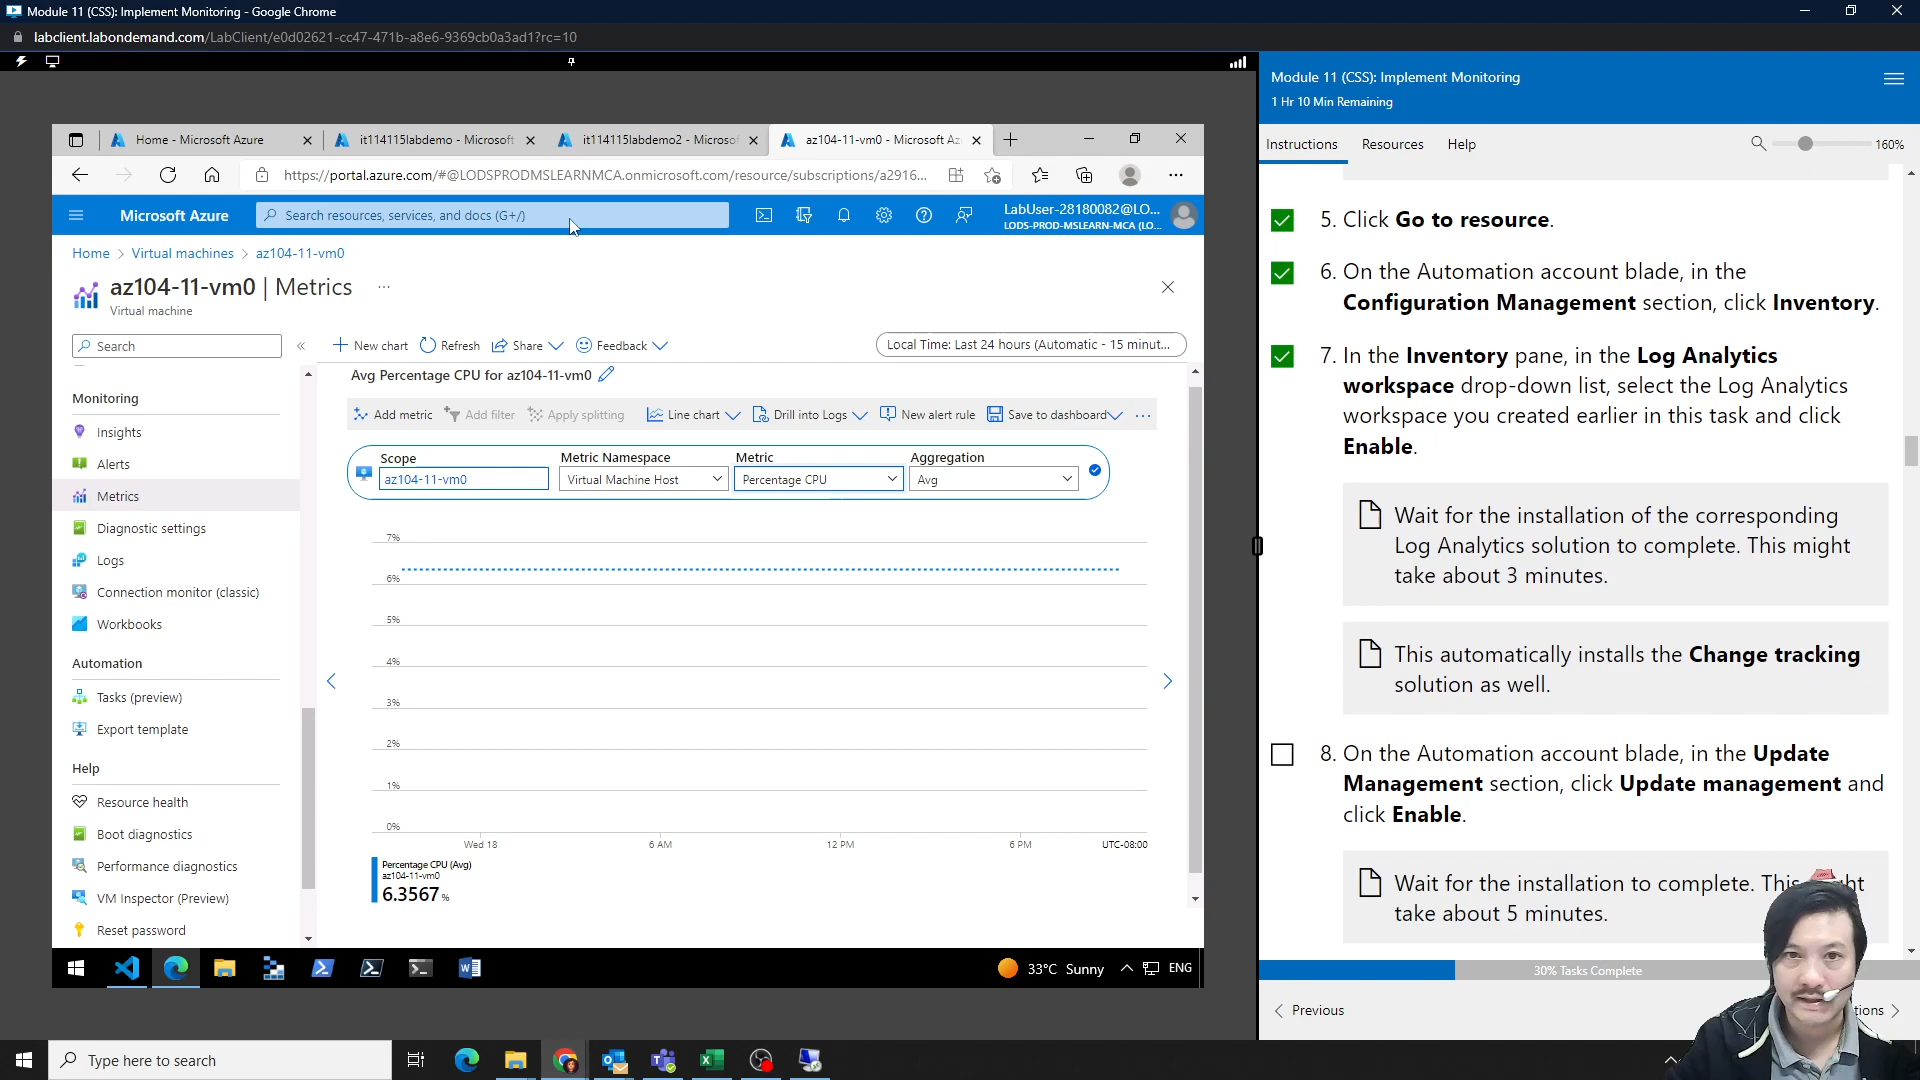 Module 11 (CSS): Implement Monitoring - Google Chrome
labclient.labondemand.com/LabClient/e0d02621-cc47-471b-a8e6-9369cb0a3ad1?rc=10
Home - Microsoft Azure
it114115labdemo - Microsoft
it114115labdemo2 - Microso
az104-11-vm0 - Microsoft Az
https://portal.azure.com/#@LODSPRODMSLEARNMCA.onmicrosoft.com/resource/subscriptions/a2916...
Microsoft Azure
Search resources, services, and docs (G+/)
LabUser-28180082@LO...
LODS-PROD-MSLEARN-MCA (LO...
Home > Virtual machines > az104-11-vm0
az104-11-vm0 | Metrics ...
Virtual machine
Search
Monitoring
Insights
Alerts
Metrics
Diagnostic settings
Logs
Connection monitor (classic)
Workbooks
Automation
Tasks (preview)
Export template
Help
Resource health
Boot diagnostics
Performance diagnostics
VM Inspector (Preview)
Reset password
New chart
Refresh
Share
Feedback
Local Time: Last 24 hours (Automatic - 15 minut...
Avg Percentage CPU for az104-11-vm0
Add metric
Add filter
Apply splitting
Line chart
Drill into Logs
New alert rule
Save to dashboard
...
Scope
az104-11-vm0
Metric Namespace
Virtual Machine Host
Metric
Percentage CPU
Aggregation
Avg
7%
6%
5%
4%
3%
2%
1%
0%
Wed 18
6 AM
12 PM
6 PM
UTC-08:00
Percentage CPU (Avg)
az104-11-vm0
6.3567 %
33°C Sunny
ENG
Type here to search
Module 11 (CSS): Implement Monitoring
1 Hr 10 Min Remaining
Instructions
Resources
Help
160%
5. Click Go to resource.
6. On the Automation account blade, in the
Configuration Management section, click Inventory.
7. In the Inventory pane, in the Log Analytics
workspace drop-down list, select the Log Analytics
workspace you created earlier in this task and click
Enable.
Wait for the installation of the corresponding
Log Analytics solution to complete. This might
take about 3 minutes.
This automatically installs the Change tracking
solution as well.
8. On the Automation account blade, in the Update
Management section, click Update management and
click Enable.
Wait for the installation to complete. This ht
take about 5 minutes.
30% Tasks Complete
Previous
tions